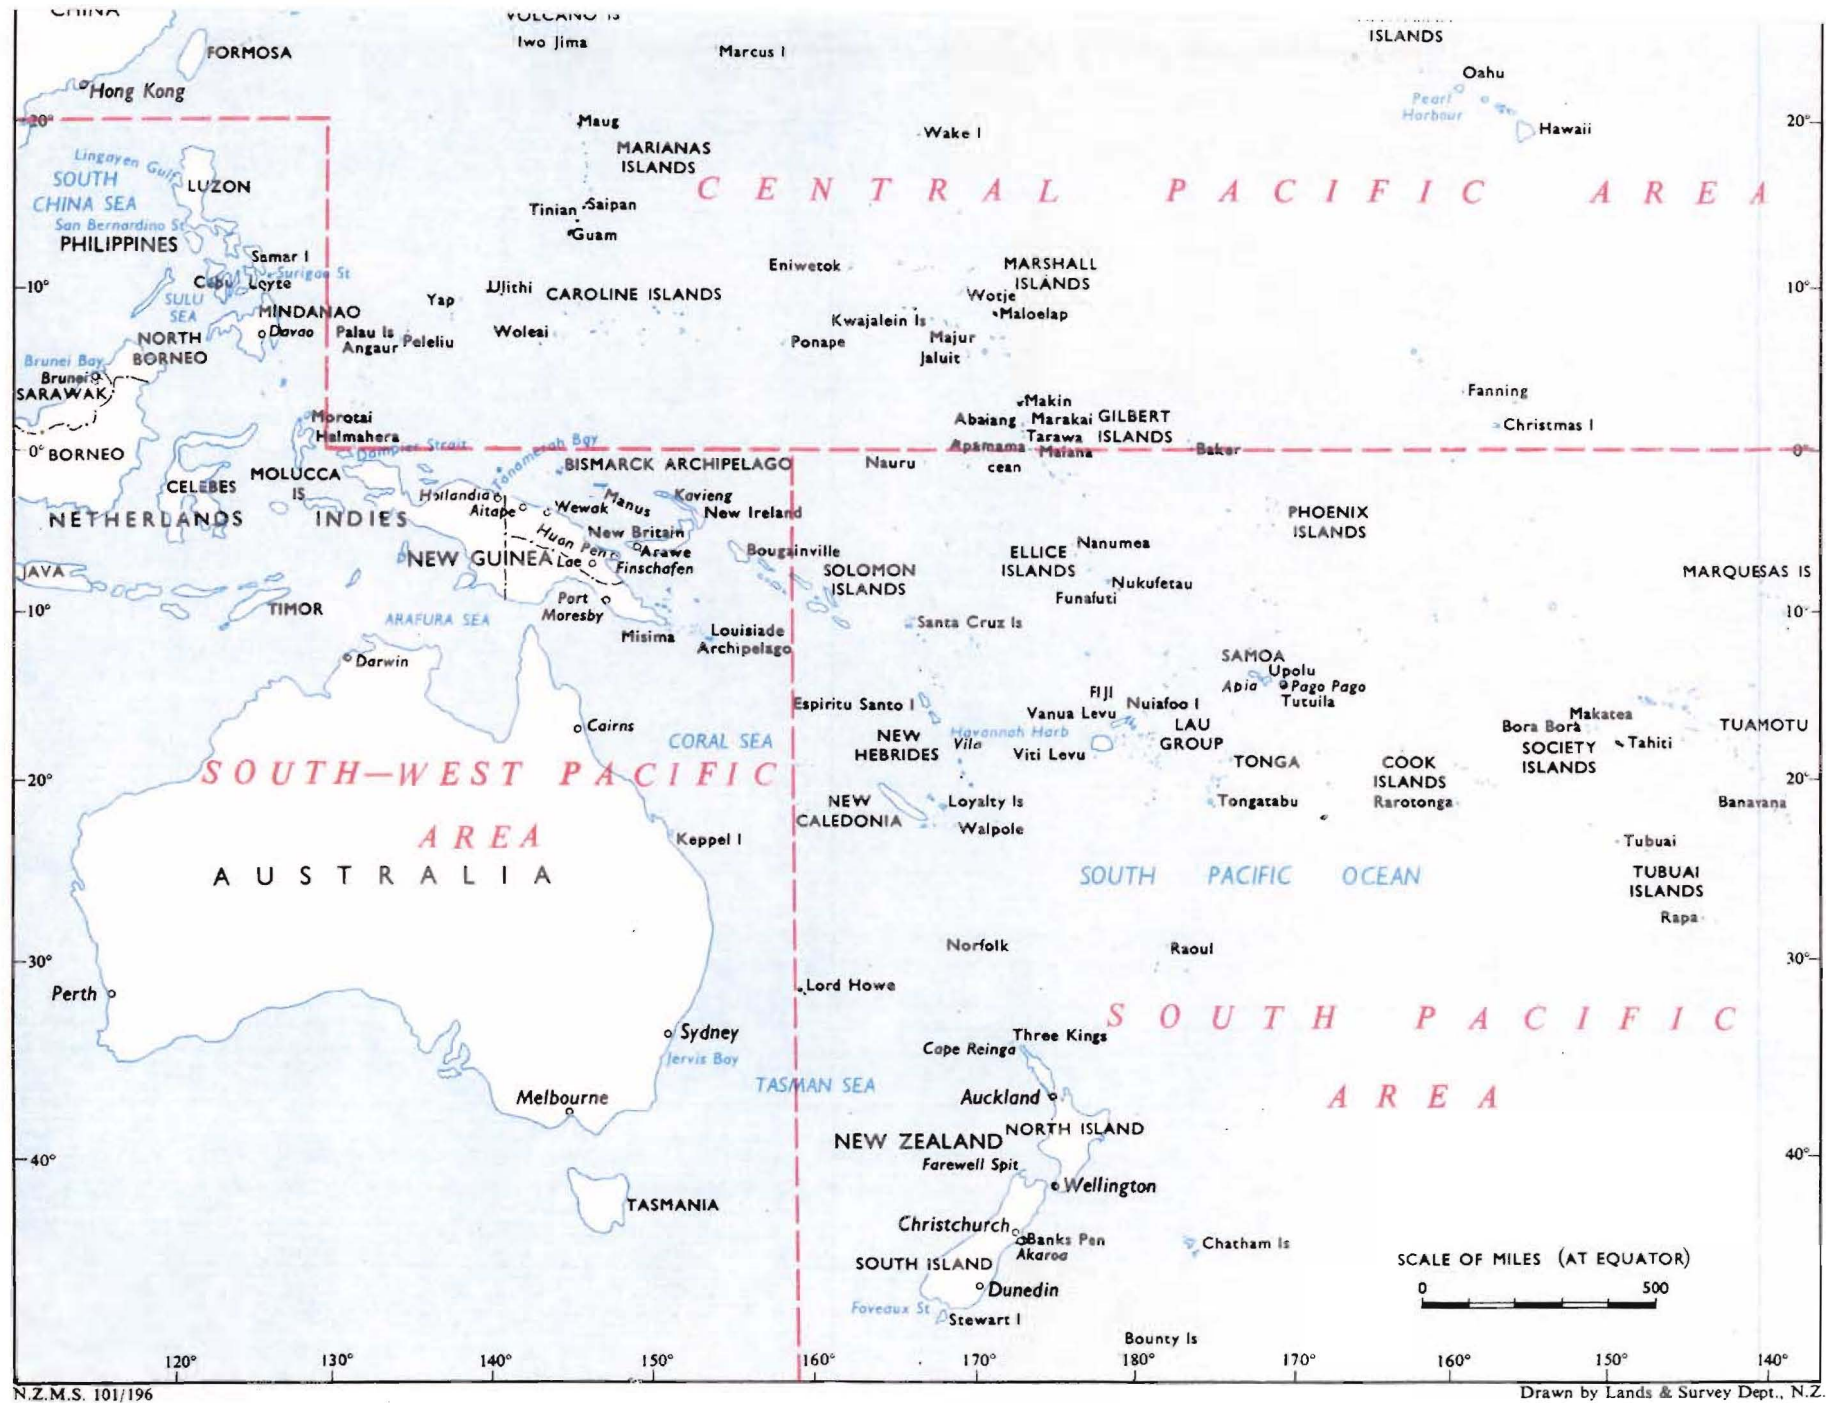 CHINA
VOLCANO IS
Iwo Jima
Marcus I
ISLANDS
FORMOSA
Hong Kong
Oahu
Pearl
Harbour
Hawaii
20°
Maug
Wake I
20°
MARIANAS
ISLANDS
Lingayen Gulf
SOUTH
CHINA SEA
LUZON
CENTRAL PACIFIC AREA
San Bernardino St
PHILIPPINES
Tinian
Saipan
Guam
Samar I
Surigao St
Cebu
Leyte
Eniwetok
MARSHALL
ISLANDS
10°
Yap
Ulithi
CAROLINE ISLANDS
Wotje
Maloelap
10°
SULU
SEA
MINDANAO
Davao
Palau Is
Angaur
Peleliu
Woleai
Kwajalein Is
Ponape
Majur
Jaluit
NORTH
BORNEO
Brunei Bay
Brunei
SARAWAK
Fanning
Christmas I
Morotai
Halmahera
Makin
Abaiang
Marakai
GILBERT
ISLANDS
Tarawa
Apamama
Maiana
cean
Baker
0°
BORNEO
Dampier Strait
Tanamerah Bay
BISMARCK ARCHIPELAGO
Nauru
0°
CELEBES
MOLUCCA
IS
Hollandia
Aitape
Wewak
Manus
Kavieng
New Ireland
NETHERLANDS INDIES
New Britain
PHOENIX
ISLANDS
Huon Pen
Arawe
Finschafen
NEW GUINEA
Lae
Bougainville
SOLOMON
ISLANDS
ELLICE
ISLANDS
Nanumea
Nukufetau
Funafuti
MARQUESAS IS
JAVA
TIMOR
10°
ARAFURA SEA
Port
Moresby
Misima
Louisiade
Archipelago
Santa Cruz Is
10°
Darwin
SAMOA
Upolu
Apia
Pago Pago
Tutuila
Cairns
CORAL SEA
Espiritu Santo I
FIJI
Vanua Levu
Nuiafoo I
NEW
HEBRIDES
Havannah Harb
Vila
Viti Levu
LAU
GROUP
Makatea
Bora Bora
SOCIETY
ISLANDS
Tahiti
TUAMOTU
SOUTH-WEST PACIFIC
AREA
20°
TONGA
Tongatabu
COOK
ISLANDS
Rarotonga
20°
Banavana
NEW
CALEDONIA
Loyalty Is
Walpole
Keppel I
Tubuai
TUBUAI
ISLANDS
Rapa
AUSTRALIA
SOUTH PACIFIC OCEAN
Norfolk
Raoul
30°
30°
Perth
Lord Howe
Sydney
Jervis Bay
SOUTH PACIFIC
AREA
Three Kings
Cape Reinga
TASMAN SEA
Melbourne
Auckland
NORTH ISLAND
NEW ZEALAND
Farewell Spit
40°
40°
Wellington
TASMANIA
Christchurch
Banks Pen
Akaroa
Chatham Is
SOUTH ISLAND
Dunedin
Foveaux St
Stewart I
Bounty Is
SCALE OF MILES (AT EQUATOR)
0 500
120° 130° 140° 150° 160° 170° 180° 170° 160° 150° 140°
N.Z.M.S. 101/196
Drawn by Lands & Survey Dept., N.Z.